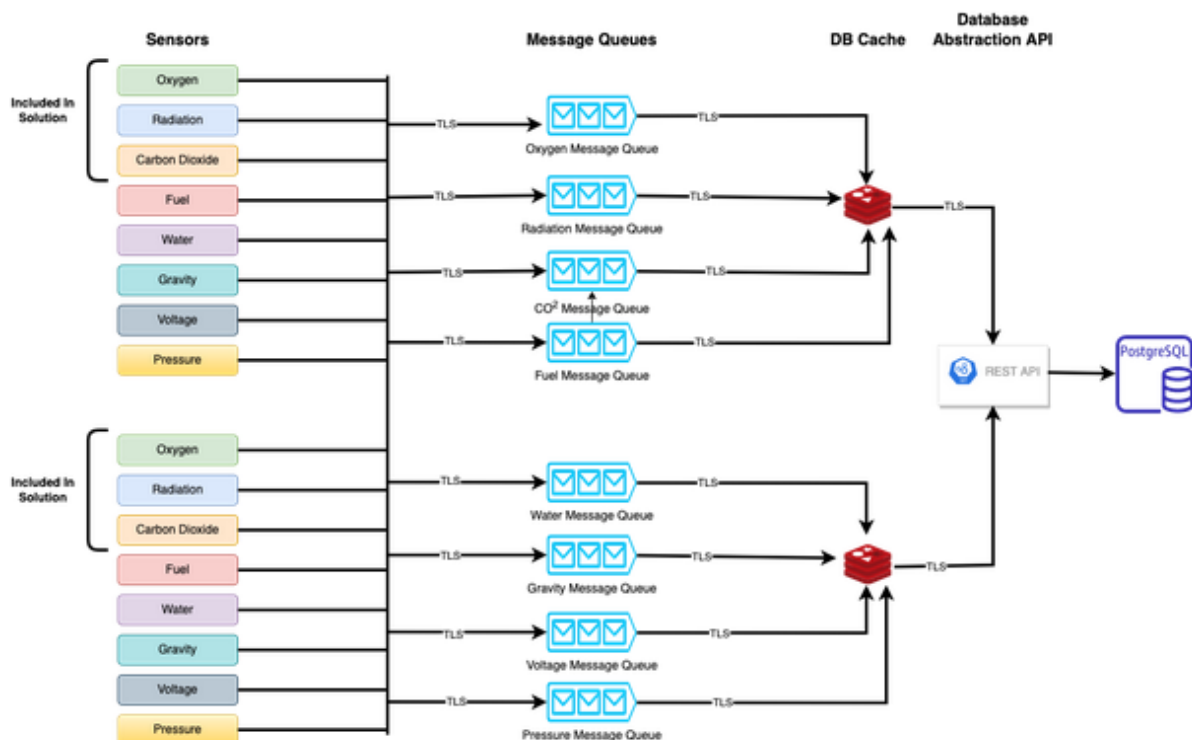 Sensors
Message Queues
DB Cache
Database
Abstraction API
Included In
Solution
Oxygen
Radiation
Carbon Dioxide
Fuel
Water
Gravity
Voltage
Pressure
TLS
Oxygen Message Queue
TLS
TLS
Radiation Message Queue
TLS
TLS
CO² Message Queue
TLS
TLS
Fuel Message Queue
TLS
TLS
REST API
PostgreSQL
Included In
Solution
Oxygen
Radiation
Carbon Dioxide
Fuel
Water
Gravity
Voltage
Pressure
TLS
Water Message Queue
TLS
TLS
Gravity Message Queue
TLS
TLS
Voltage Message Queue
TLS
TLS
Pressure Message Queue
TLS
TLS